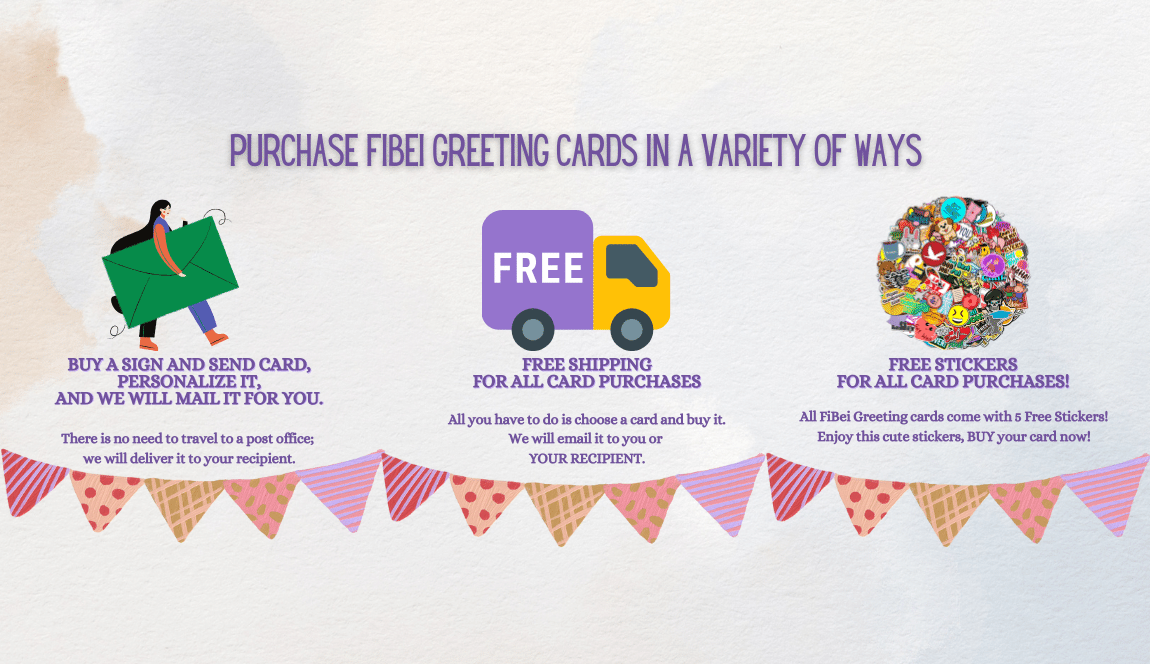 PURCHASE FIBEI GREETING CARDS IN A VARIETY OF WAYS
BUY A SIGN AND SEND CARD,
PERSONALIZE IT,
AND WE WILL MAIL IT FOR YOU.
There is no need to travel to a post office;
we will deliver it to your recipient.
FREE
FREE SHIPPING
FOR ALL CARD PURCHASES
All you have to do is choose a card and buy it.
We will email it to you or
YOUR RECIPIENT.
FREE STICKERS
FOR ALL CARD PURCHASES!
All FiBei Greeting cards come with 5 Free Stickers!
Enjoy this cute stickers, BUY your card now!